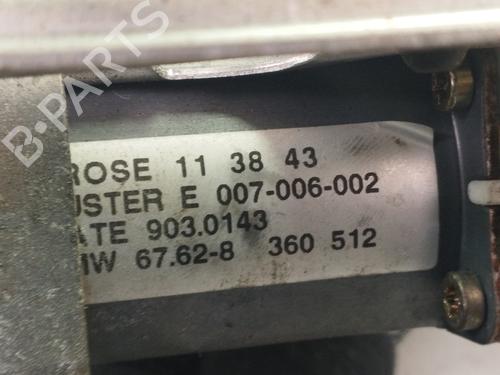 B-PARTS
ROSE 11 38 43
USTER E 007-006-002
ATE 903.0143
MW 67.62-8 360 512